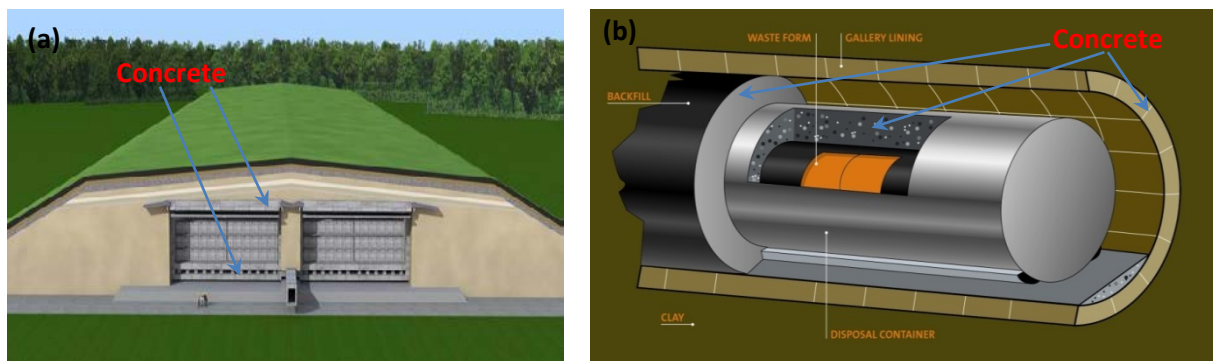 (a)
Concrete
(b)
WASTE FORM
GALLERY LINING
Concrete
BACKFILL
CLAY
DISPOSAL CONTAINER